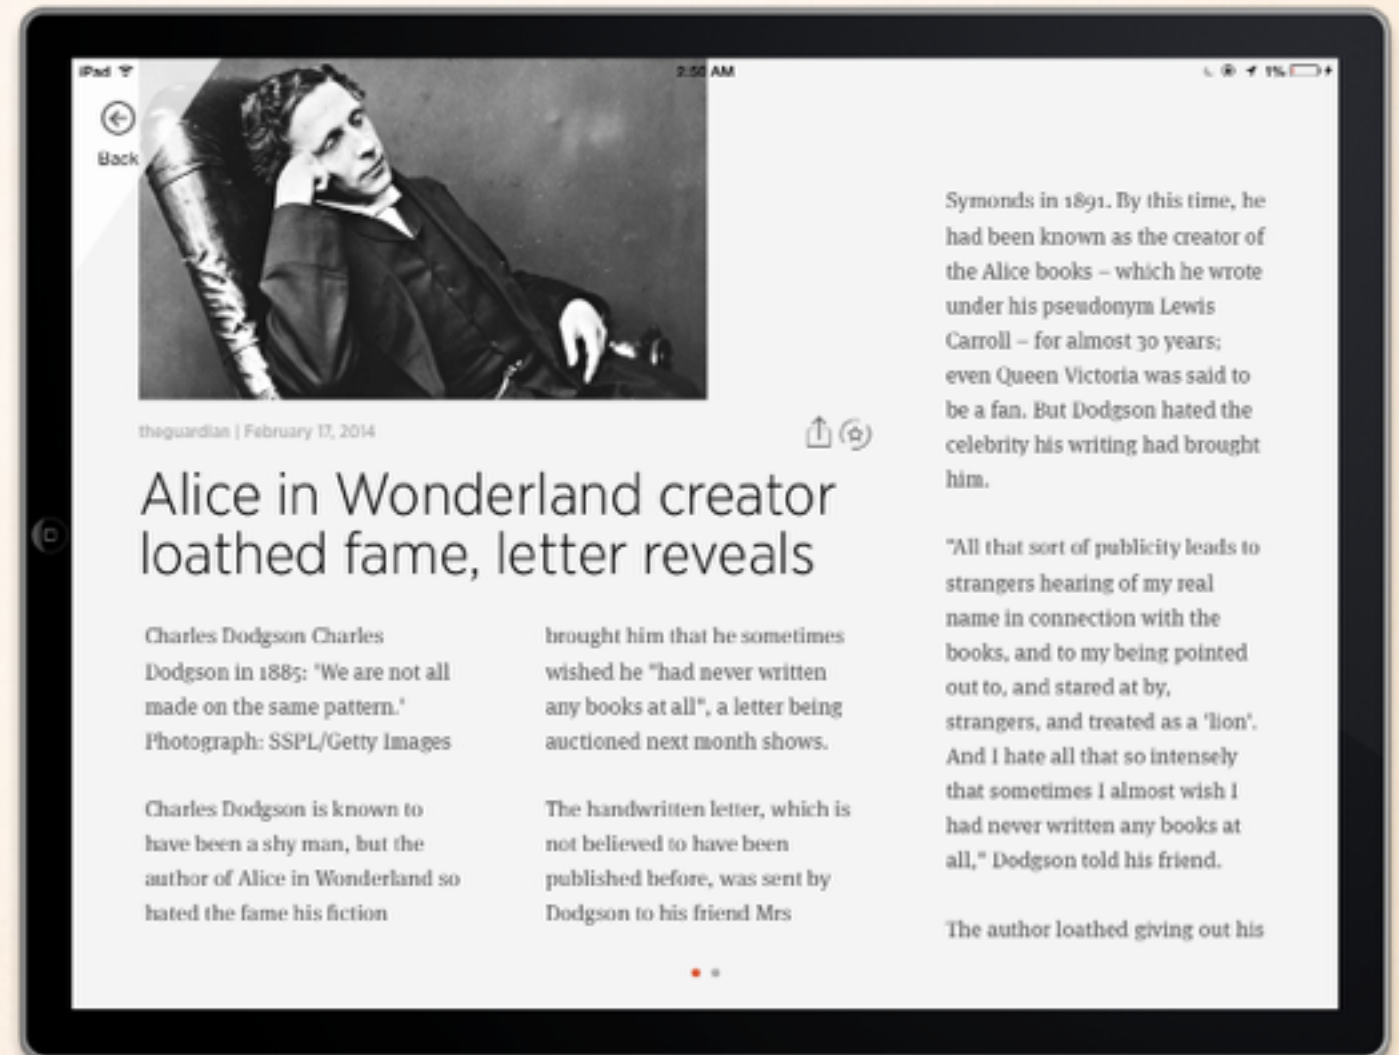 iPad
2:50 AM
1%
Back
theguardian | February 17, 2014
Alice in Wonderland creator
loathed fame, letter reveals
Charles Dodgson Charles
Dodgson in 1885: 'We are not all
made on the same pattern.'
Photograph: SSPL/Getty Images
Charles Dodgson is known to
have been a shy man, but the
author of Alice in Wonderland so
hated the fame his fiction
brought him that he sometimes
wished he "had never written
any books at all", a letter being
auctioned next month shows.
The handwritten letter, which is
not believed to have been
published before, was sent by
Dodgson to his friend Mrs
Symonds in 1891. By this time, he
had been known as the creator of
the Alice books – which he wrote
under his pseudonym Lewis
Carroll – for almost 30 years;
even Queen Victoria was said to
be a fan. But Dodgson hated the
celebrity his writing had brought
him.
"All that sort of publicity leads to
strangers hearing of my real
name in connection with the
books, and to my being pointed
out to, and stared at by,
strangers, and treated as a 'lion'.
And I hate all that so intensely
that sometimes I almost wish I
had never written any books at
all," Dodgson told his friend.
The author loathed giving out his